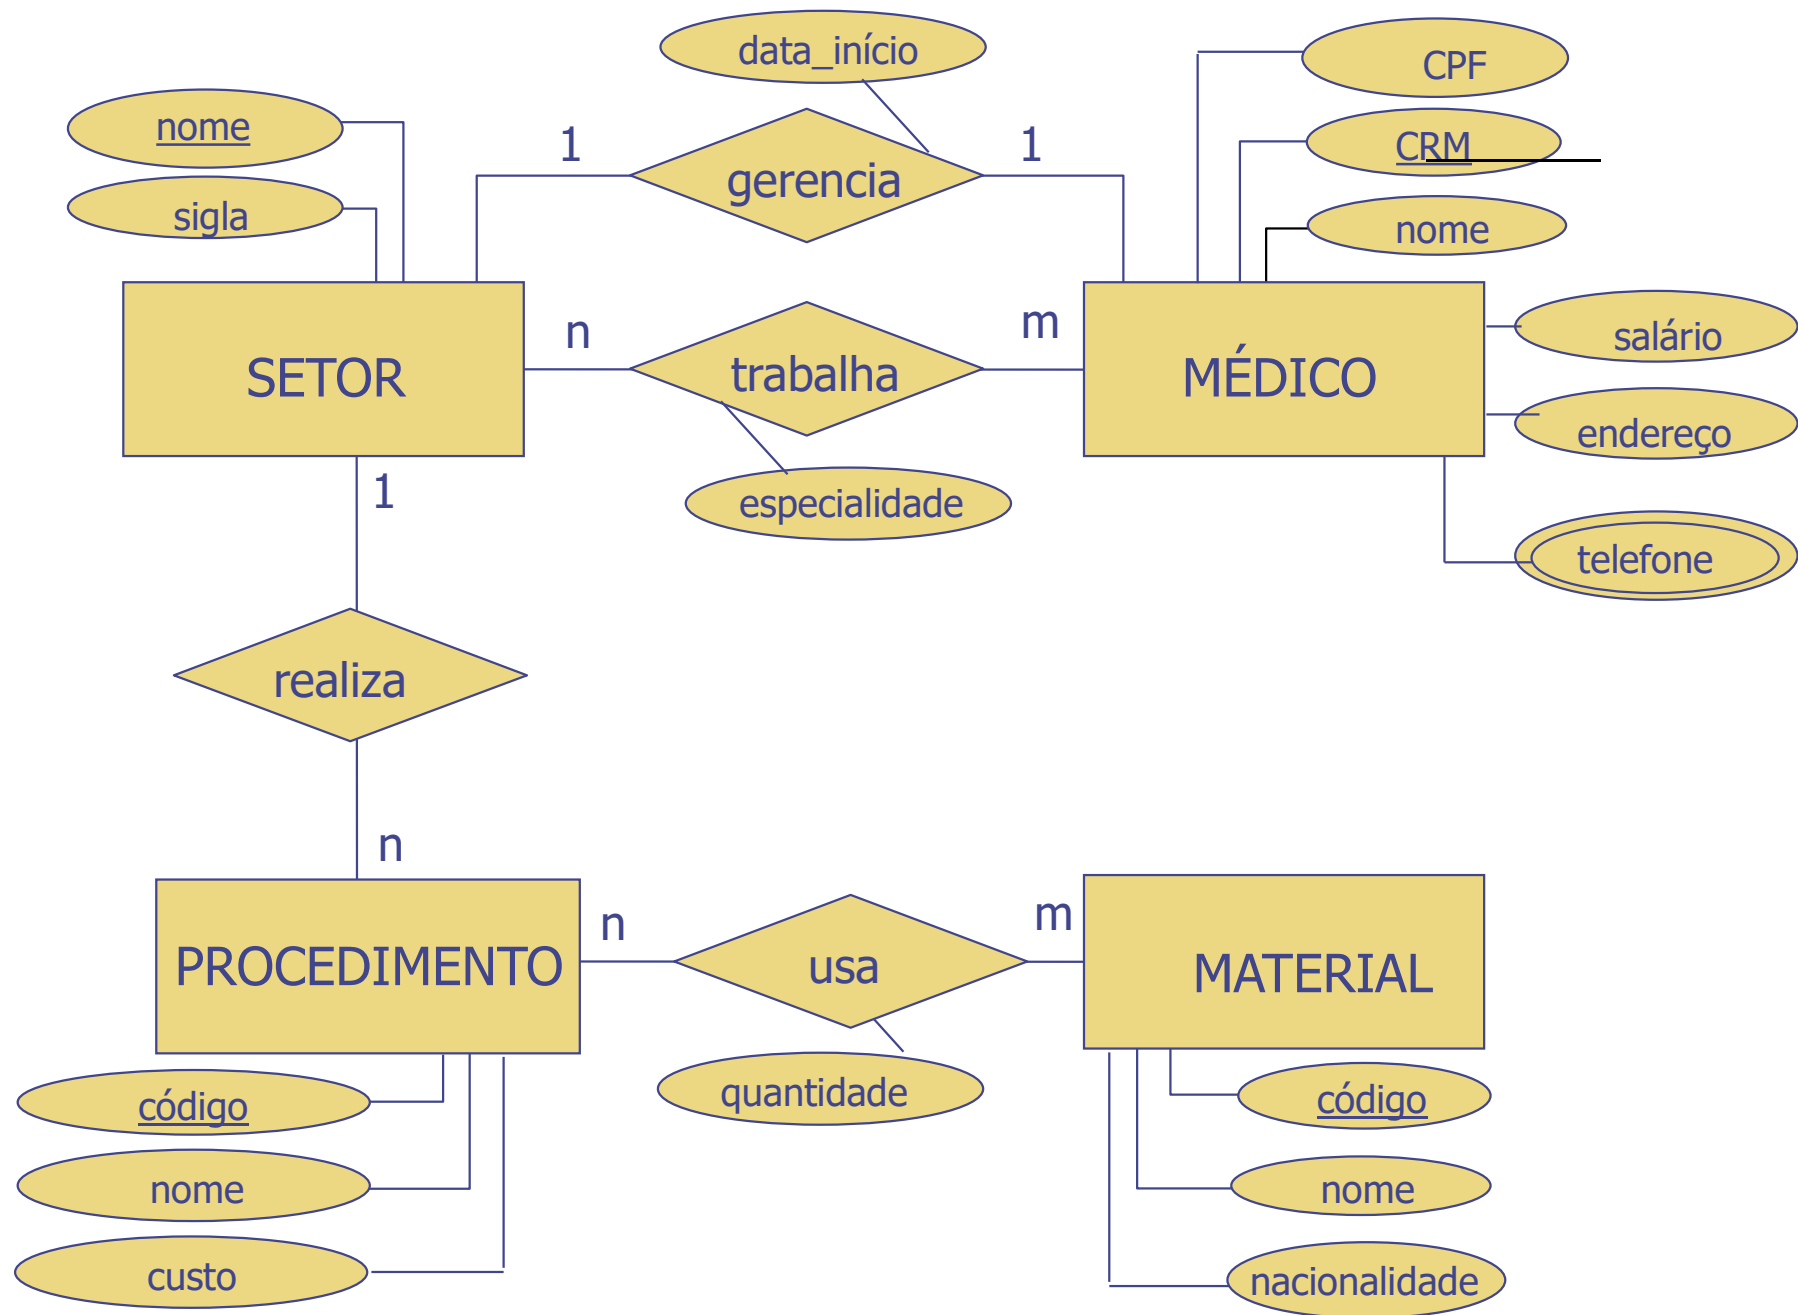 data_início
CPF
nome
1
1
CRM
gerencia
sigla
nome
n
m
salário
SETOR
trabalha
MÉDICO
endereço
1
especialidade
telefone
realiza
n
n
m
PROCEDIMENTO
usa
MATERIAL
código
quantidade
código
nome
nome
custo
nacionalidade